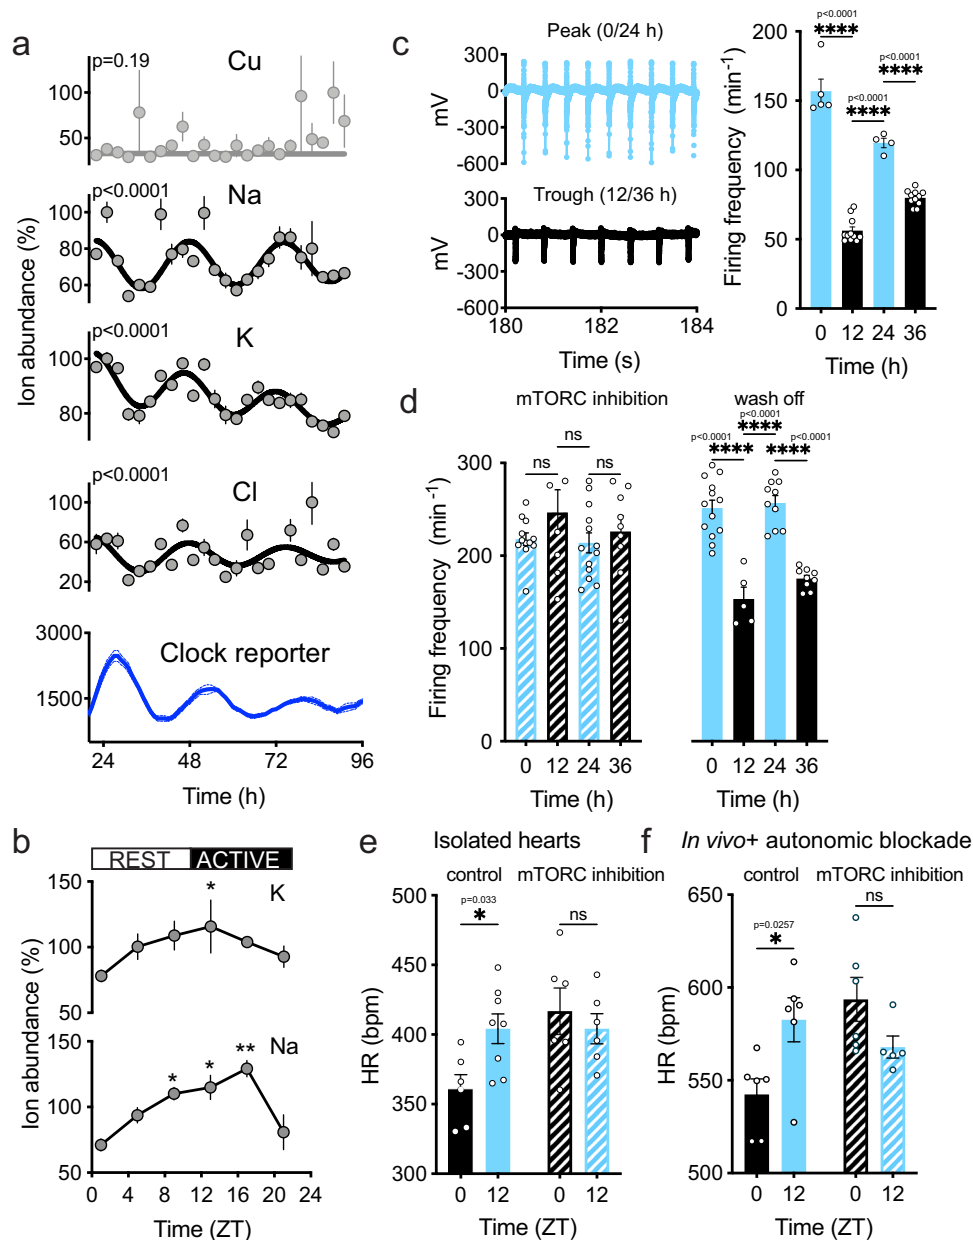 a
Ion abundance (%)
p=0.19
Cu
100
50
p<0.0001
Na
100
80
60
p<0.0001
K
100
80
p<0.0001
Cl
100
60
20
Clock reporter
3000
1500
24 48 72 96
Time (h)
b
REST ACTIVE
Ion abundance (%)
150
100
50
*
K
150
100
50
* * **
Na
0 4 8 12 16 20 24
Time (ZT)
c
Peak (0/24 h)
mV
300
0
-300
-600
Trough (12/36 h)
mV
300
0
-300
-600
180 182 184
Time (s)
Firing frequency (min⁻¹)
200
150
100
50
0
p<0.0001
****
p<0.0001
****
p<0.0001
****
0 12 24 36
Time (h)
d
mTORC inhibition
Firing frequency (min⁻¹)
300
200
100
0
ns
ns
ns
0 12 24 36
Time (h)
wash off
p<0.0001
****
p<0.0001
****
p<0.0001
****
0 12 24 36
Time (h)
e
Isolated hearts
control
mTORC inhibition
HR (bpm)
500
450
400
350
300
p=0.033
*
ns
0 12 0 12
Time (ZT)
f
In vivo+ autonomic blockade
control
mTORC inhibition
HR (bpm)
650
600
550
500
p=0.0257
*
ns
0 12 0 12
Time (ZT)